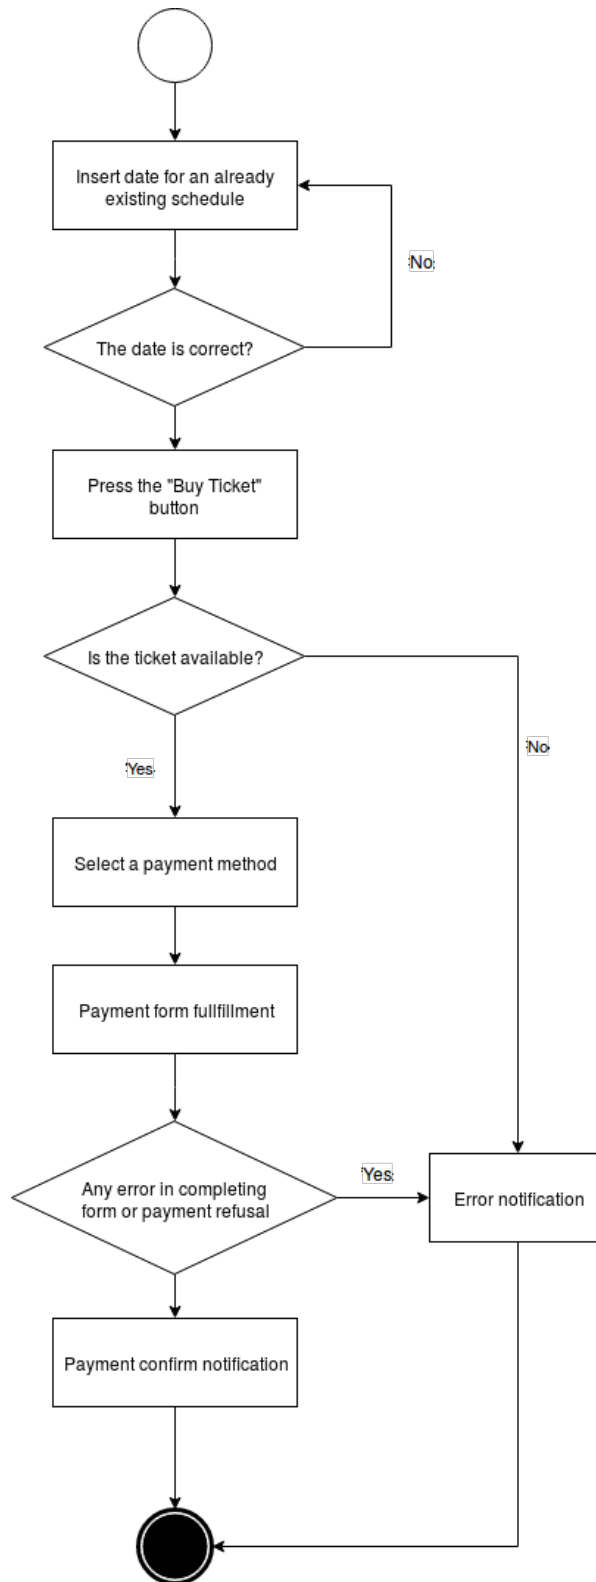 Insert date for an already
existing schedule
No
The date is correct?
Press the "Buy Ticket"
button
Is the ticket available?
No
Yes
Select a payment method
Payment form fullfillment
Yes
Any error in completing
form or payment refusal
Error notification
Payment confirm notification